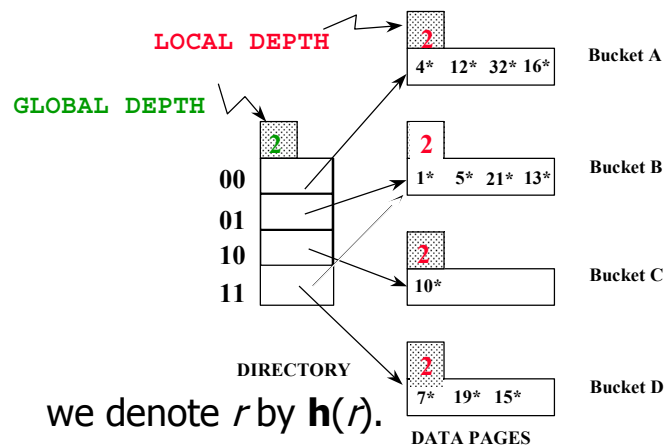 LOCAL DEPTH
2
4* 12* 32* 16*
Bucket A
GLOBAL DEPTH
2
2
1* 5* 21* 13*
Bucket B
00
01
10
11
2
10*
Bucket C
2
7* 19* 15*
Bucket D
DIRECTORY
we denote r by h(r).
DATA PAGES